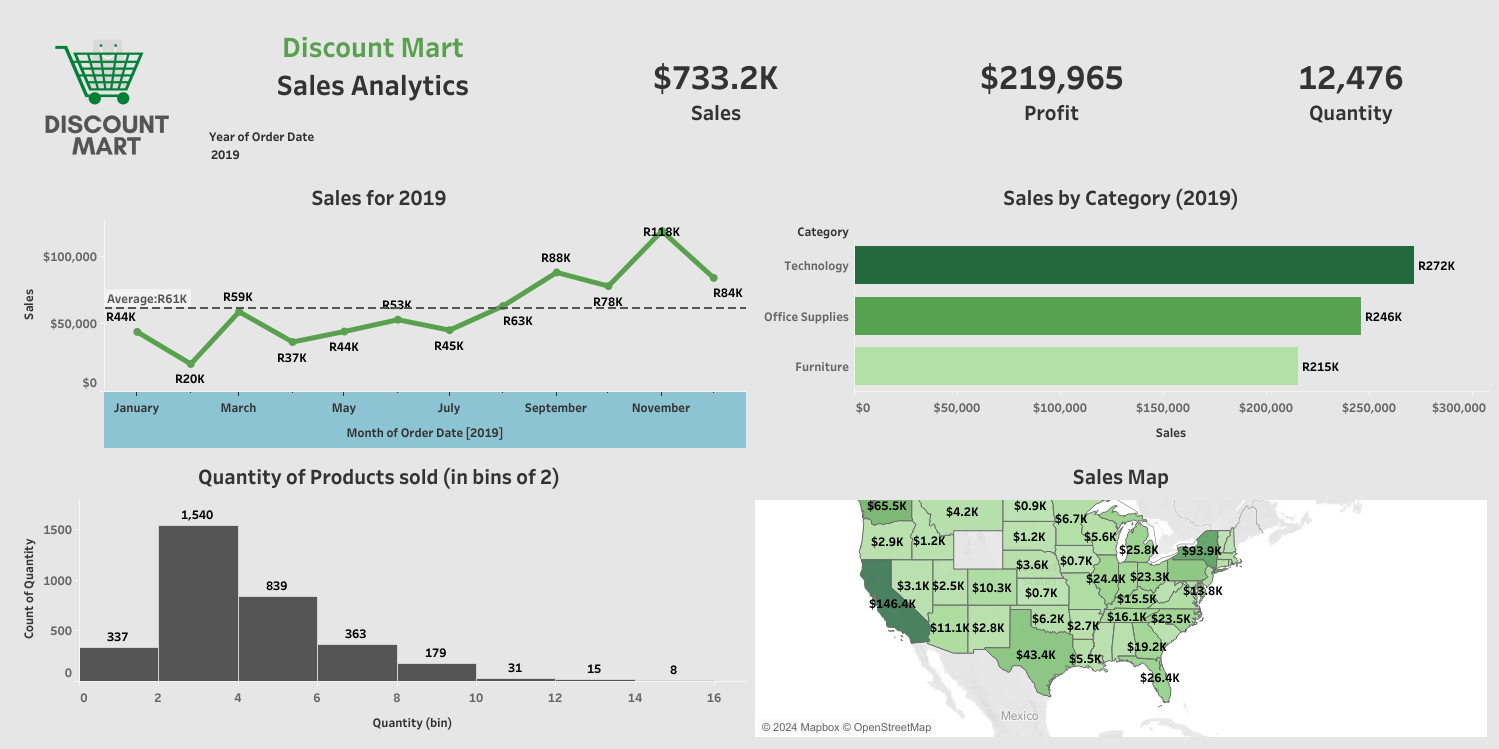 DISCOUNT
MART
Discount Mart
Sales Analytics
Year of Order Date
2019
$733.2K
Sales
$219,965
Profit
12,476
Quantity
Sales for 2019
Sales
$100,000
$50,000
$0
Average:R61K
R44K
R20K
R59K
R37K
R44K
R53K
R45K
R63K
R88K
R78K
R118K
R84K
January
March
May
July
September
November
Month of Order Date [2019]
Sales by Category (2019)
Category
Technology
R272K
Office Supplies
R246K
Furniture
R215K
$0
$50,000
$100,000
$150,000
$200,000
$250,000
$300,000
Sales
Quantity of Products sold (in bins of 2)
Count of Quantity
1500
1000
500
0
337
1,540
839
363
179
31
15
8
0
2
4
6
8
10
12
14
16
Quantity (bin)
Sales Map
$65.5K
$4.2K
$0.9K
$6.7K
$2.9K
$1.2K
$1.2K
$5.6K
$25.8K
$93.9K
$3.6K
$0.7K
$3.1K
$2.5K
$10.3K
$0.7K
$24.4K
$23.3K
$15.5K
$13.8K
$146.4K
$11.1K
$2.8K
$6.2K
$2.7K
$16.1K
$23.5K
$43.4K
$5.5K
$19.2K
$26.4K
Mexico
© 2024 Mapbox © OpenStreetMap